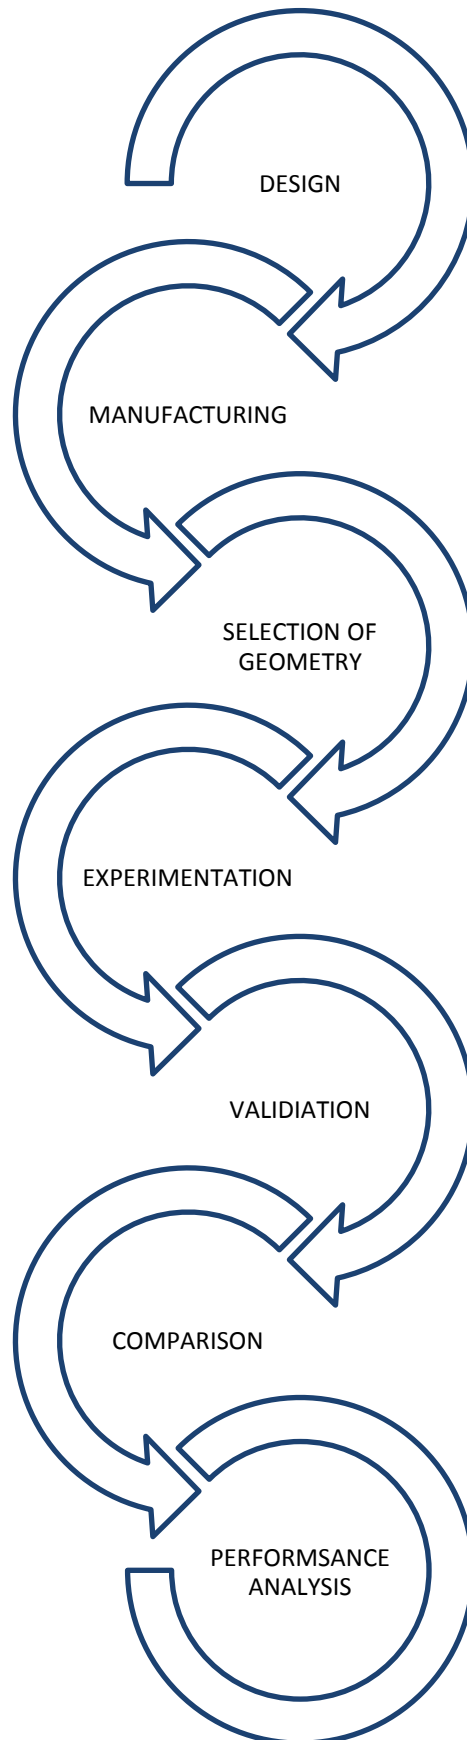 DESIGN
MANUFACTURING
SELECTION OF
GEOMETRY
EXPERIMENTATION
VALIDIATION
COMPARISON
PERFORMSANCE
ANALYSIS